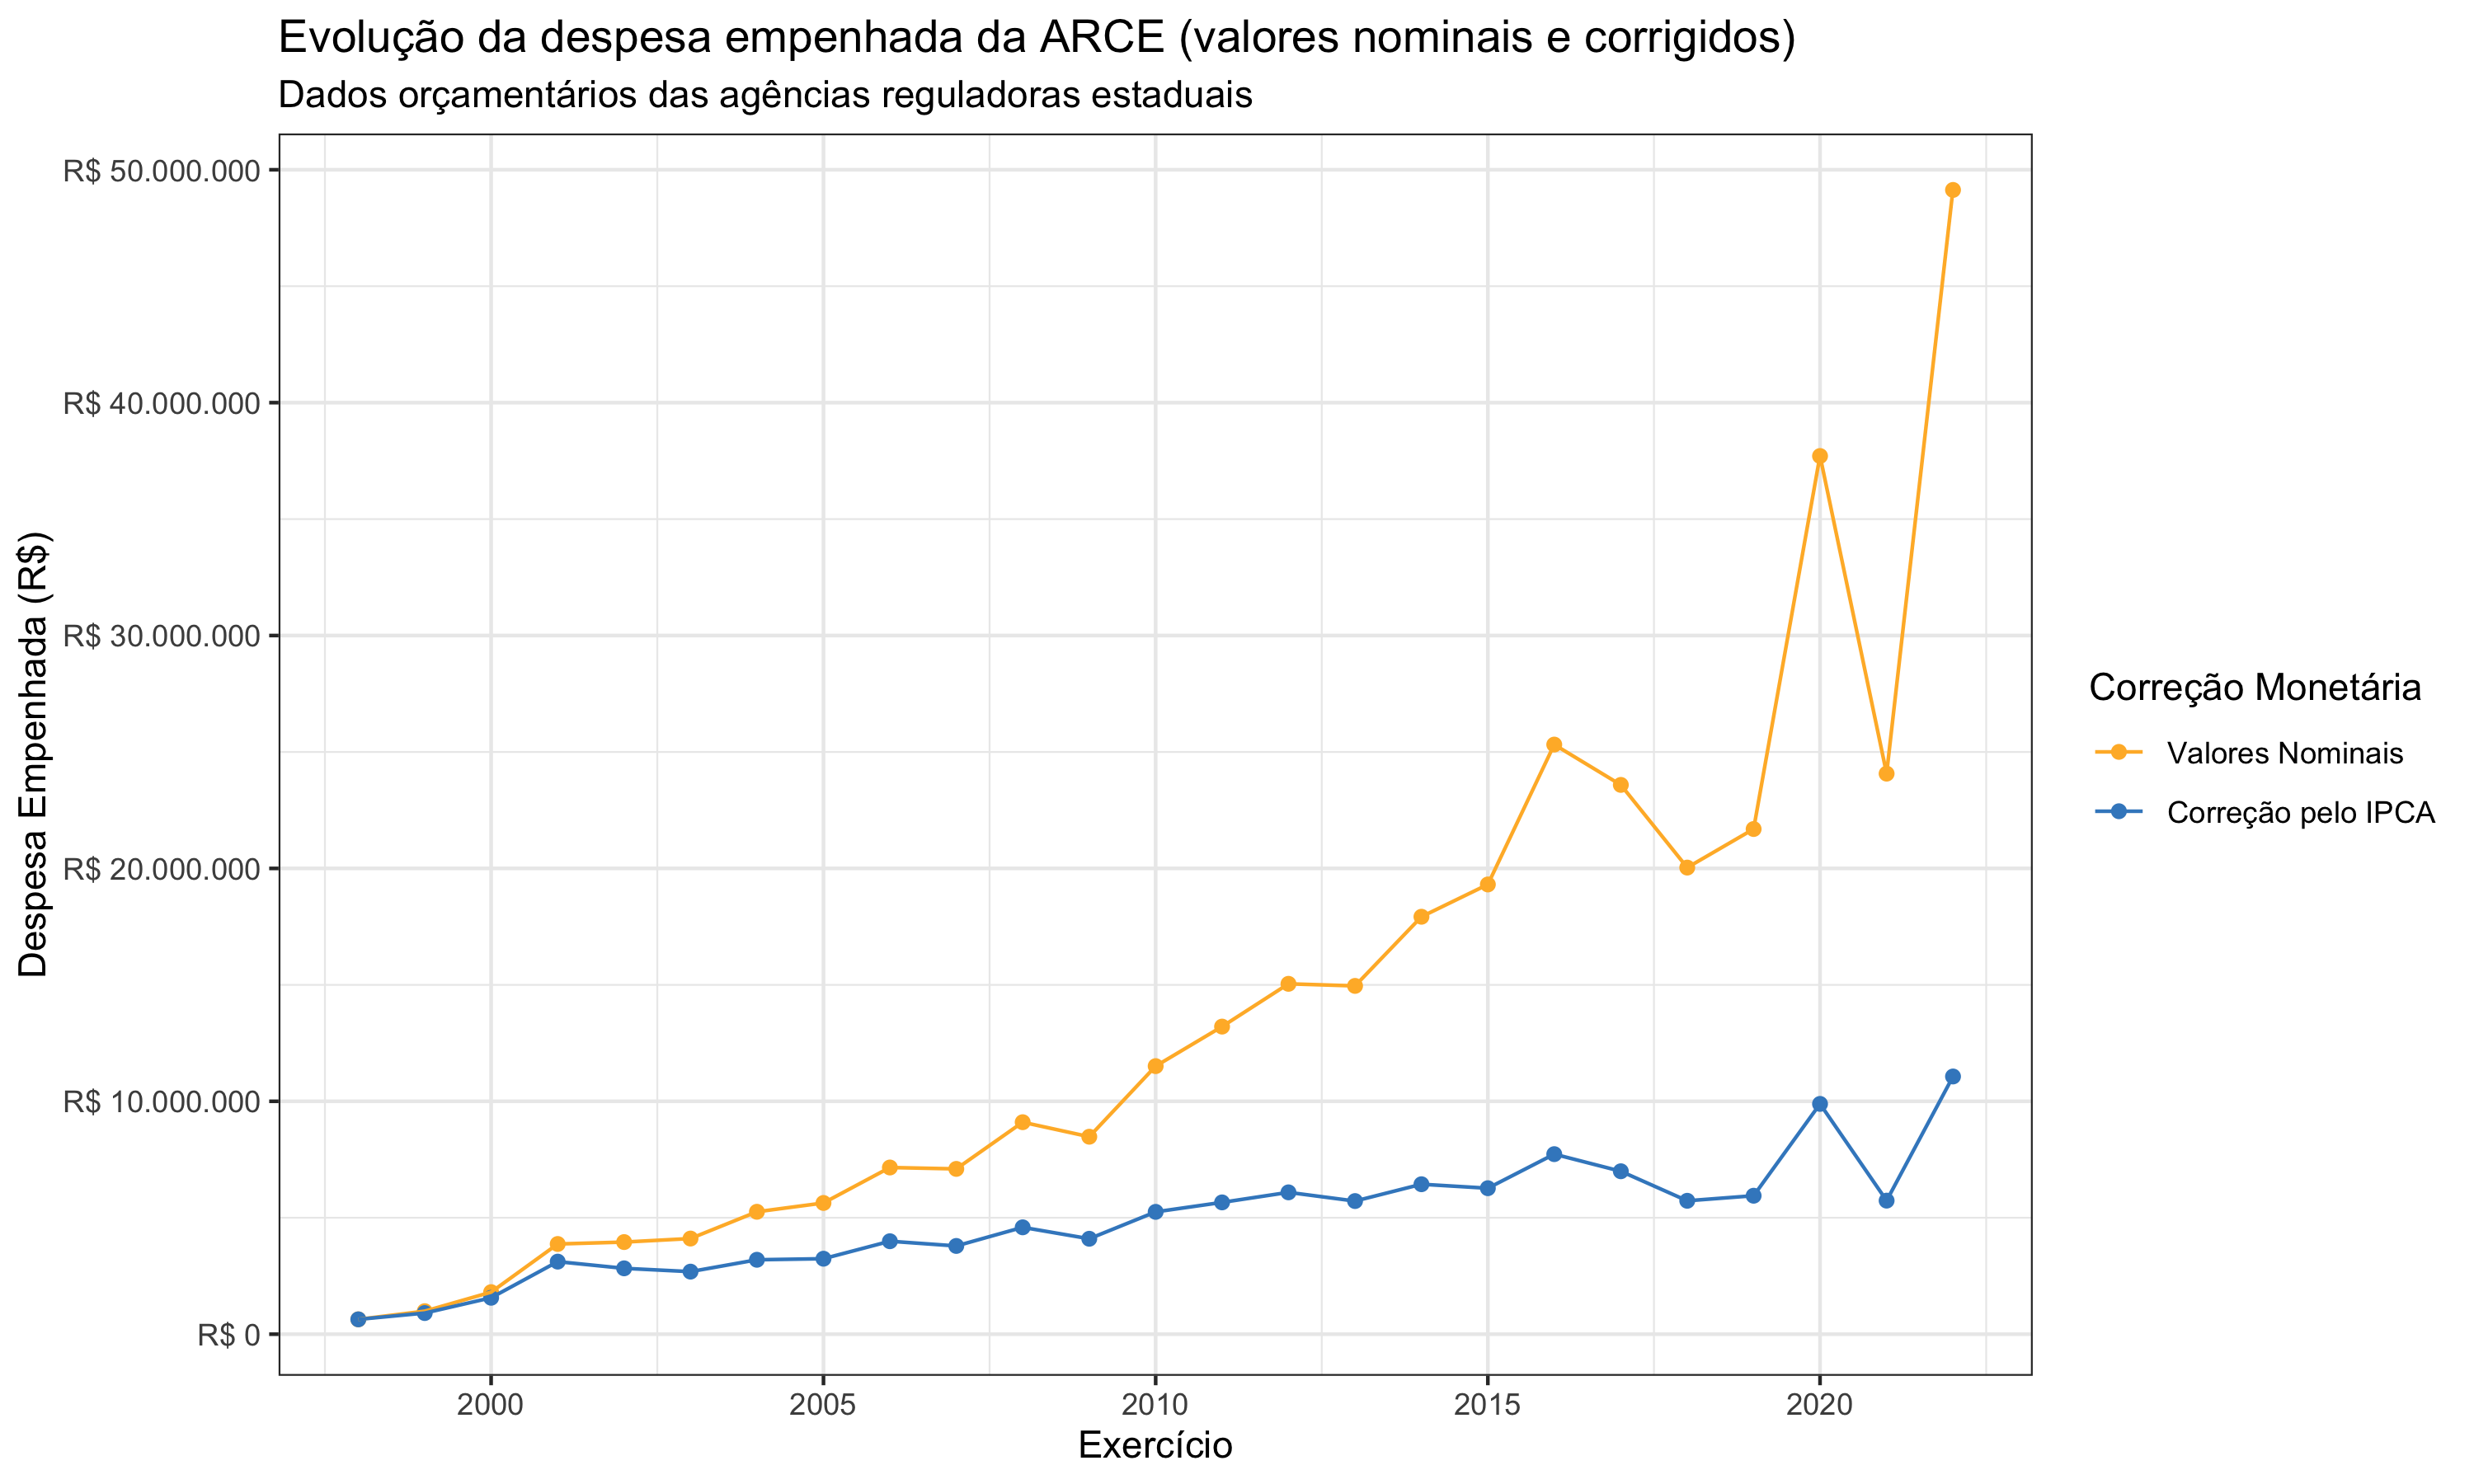 Evolução da despesa empenhada da ARCE (valores nominais e corrigidos)
Dados orçamentários das agências reguladoras estaduais
Despesa Empenhada (R$)
R$ 50.000.000
R$ 40.000.000
R$ 30.000.000
R$ 20.000.000
R$ 10.000.000
R$ 0
2000
2005
2010
2015
2020
Exercício
Correção Monetária
Valores Nominais
Correção pelo IPCA